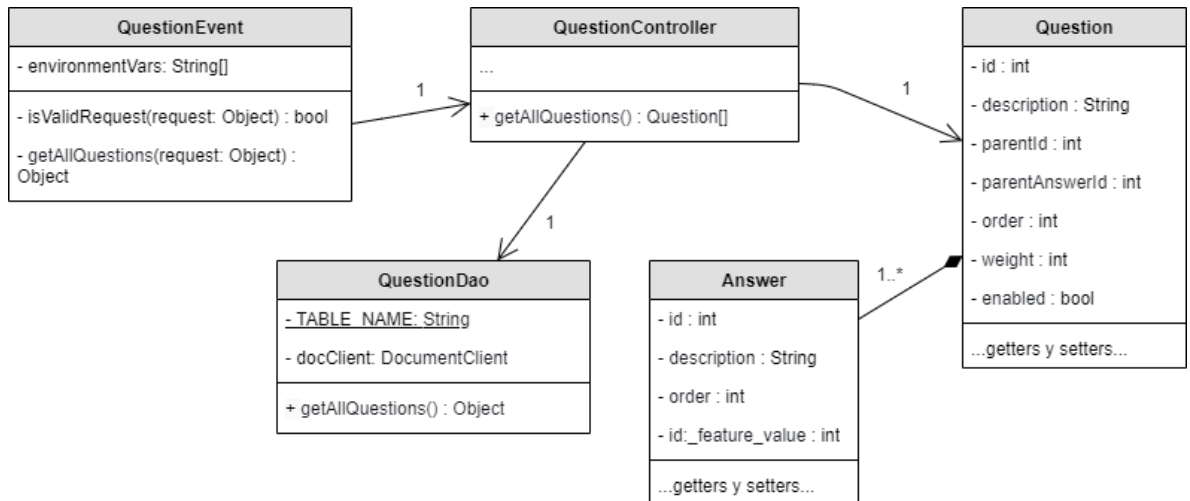 QuestionEvent
- environmentVars: String[]
- isValidRequest(request: Object) : bool
- getAllQuestions(request: Object) :
Object
1
QuestionController
...
+ getAllQuestions() : Question[]
1
1
Question
- id : int
- description : String
- parentId : int
- parentAnswerId : int
- order : int
- weight : int
- enabled : bool
...getters y setters...
QuestionDao
- TABLE_NAME: String
- docClient: DocumentClient
+ getAllQuestions() : Object
Answer
- id : int
- description : String
- order : int
- id:_feature_value : int
...getters y setters...
1..*